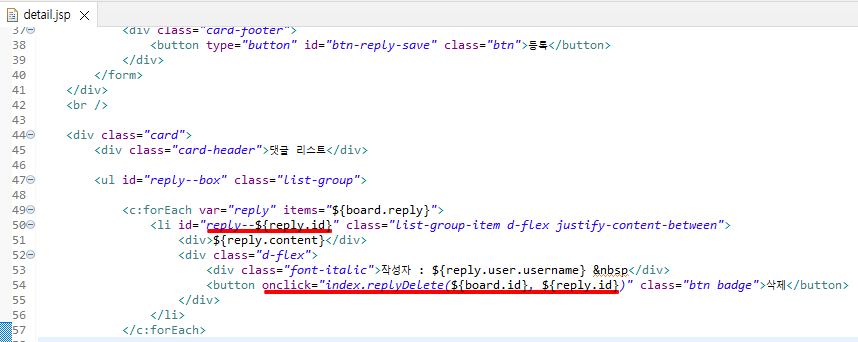 detail.jsp
37 <div class="card-footer">
38 <button type="button" id="btn-reply-save" class="btn">등록</button>
39 </div>
40 </form>
41 </div>
42 <br />
43
44 <div class="card">
45 <div class="card-header">댓글 리스트</div>
46
47 <ul id="reply--box" class="list-group">
48
49 <c:forEach var="reply" items="${board.reply}">
50 <li id="reply--${reply.id}" class="list-group-item d-flex justify-content-between">
51 <div>${reply.content}</div>
52 <div class="d-flex">
53 <div class="font-italic">작성자 : ${reply.user.username} &nbsp</div>
54 <button onclick="index.replyDelete(${board.id}, ${reply.id})" class="btn badge">삭제</button>
55 </div>
56 </li>
57 </c:forEach>